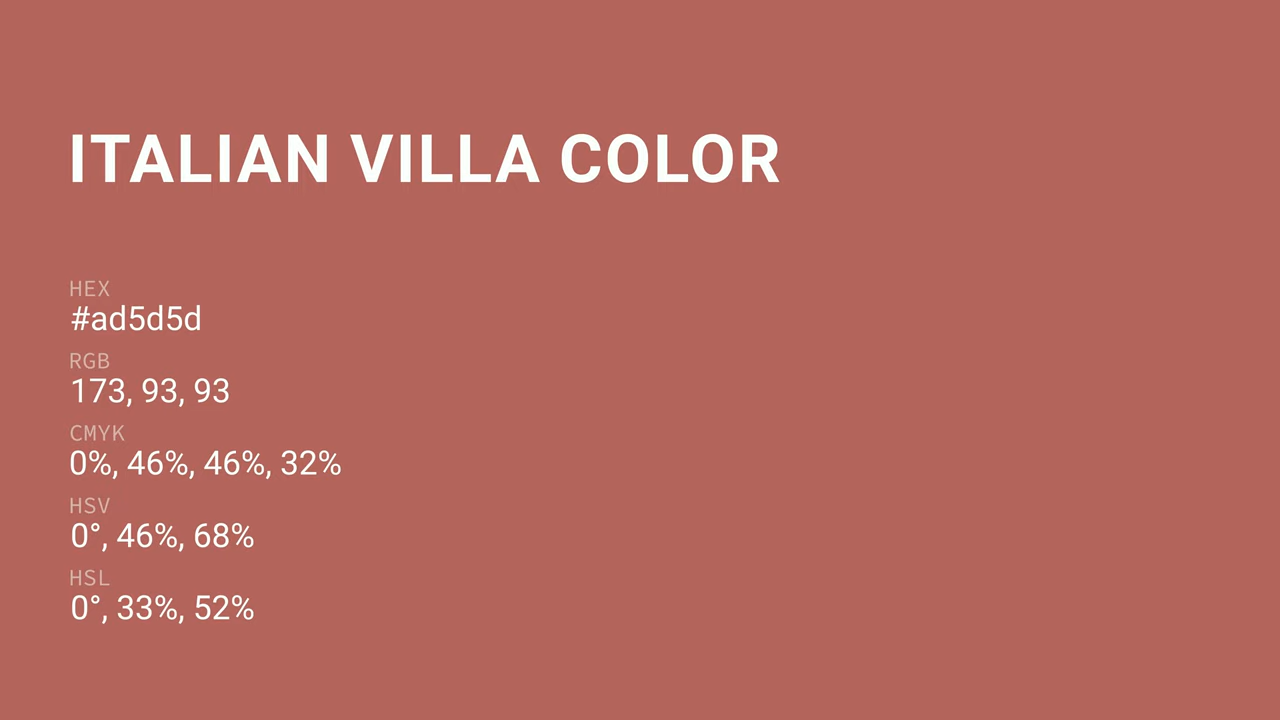 ITALIAN VILLA COLOR
HEX
#ad5d5d
RGB
173, 93, 93
CMYK
0%, 46%, 46%, 32%
HSV
0°, 46%, 68%
HSL
0°, 33%, 52%